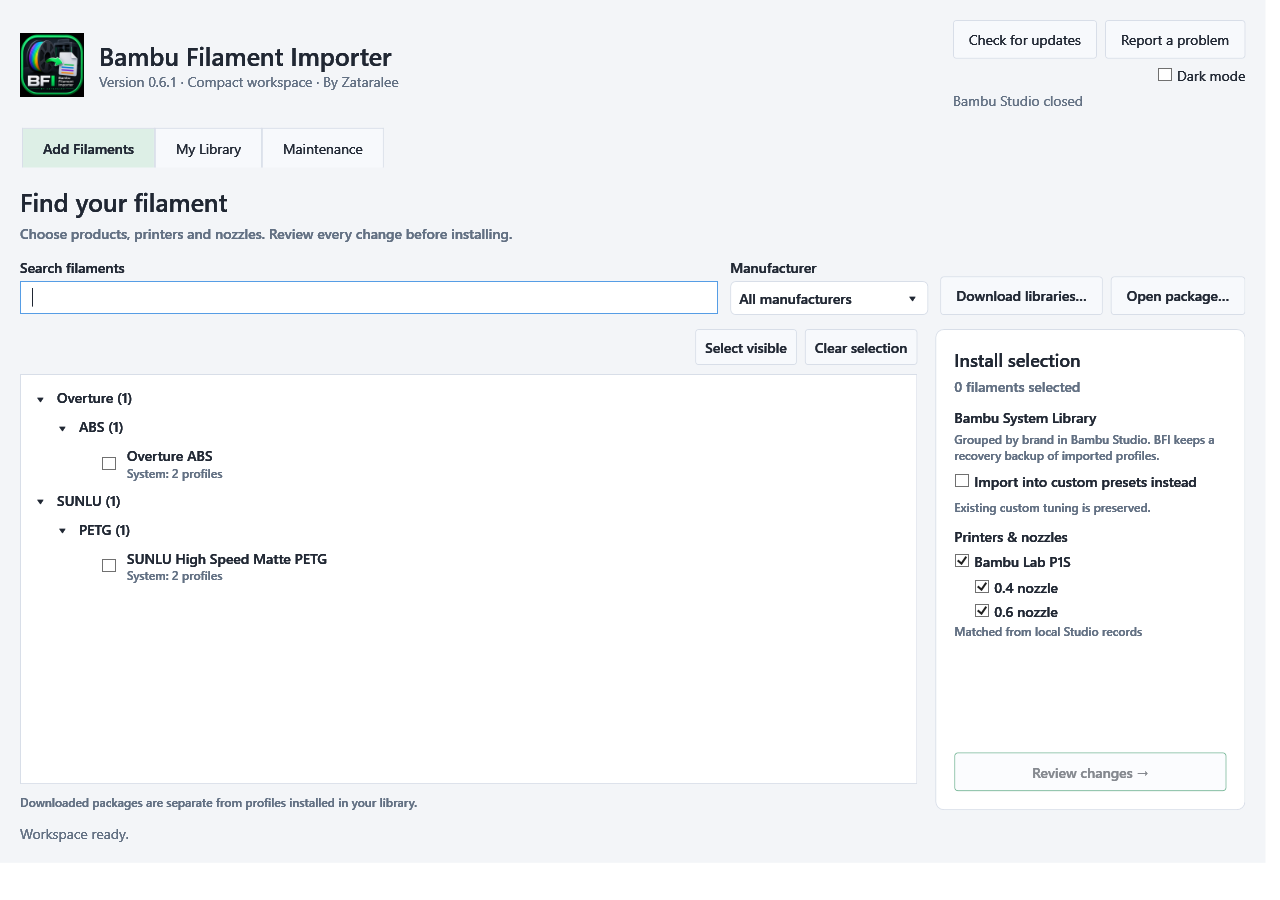 BFI
Bambu Filament Importer
Version 0.6.1 · Compact workspace · By Zataralee
Check for updates
Report a problem
Dark mode
Bambu Studio closed
Add Filaments
My Library
Maintenance
Find your filament
Choose products, printers and nozzles. Review every change before installing.
Search filaments
Manufacturer
All manufacturers
Download libraries...
Open package...
Select visible
Clear selection
Overture (1)
ABS (1)
Overture ABS
System: 2 profiles
SUNLU (1)
PETG (1)
SUNLU High Speed Matte PETG
System: 2 profiles
Install selection
0 filaments selected
Bambu System Library
Grouped by brand in Bambu Studio. BFI keeps a
recovery backup of imported profiles.
Import into custom presets instead
Existing custom tuning is preserved.
Printers & nozzles
Bambu Lab P1S
0.4 nozzle
0.6 nozzle
Matched from local Studio records
Review changes →
Downloaded packages are separate from profiles installed in your library.
Workspace ready.